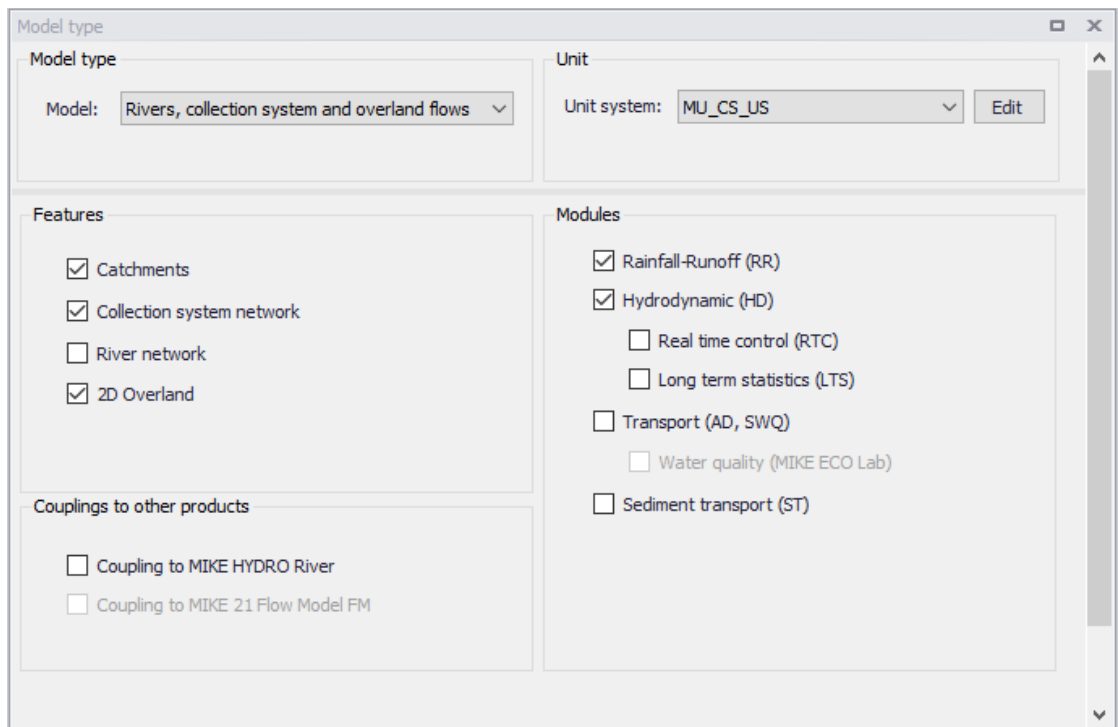 Model type
Model type
Model: Rivers, collection system and overland flows
Unit
Unit system: MU_CS_US Edit
Features
Catchments
Collection system network
River network
2D Overland
Modules
Rainfall-Runoff (RR)
Hydrodynamic (HD)
Real time control (RTC)
Long term statistics (LTS)
Transport (AD, SWQ)
Water quality (MIKE ECO Lab)
Sediment transport (ST)
Couplings to other products
Coupling to MIKE HYDRO River
Coupling to MIKE 21 Flow Model FM